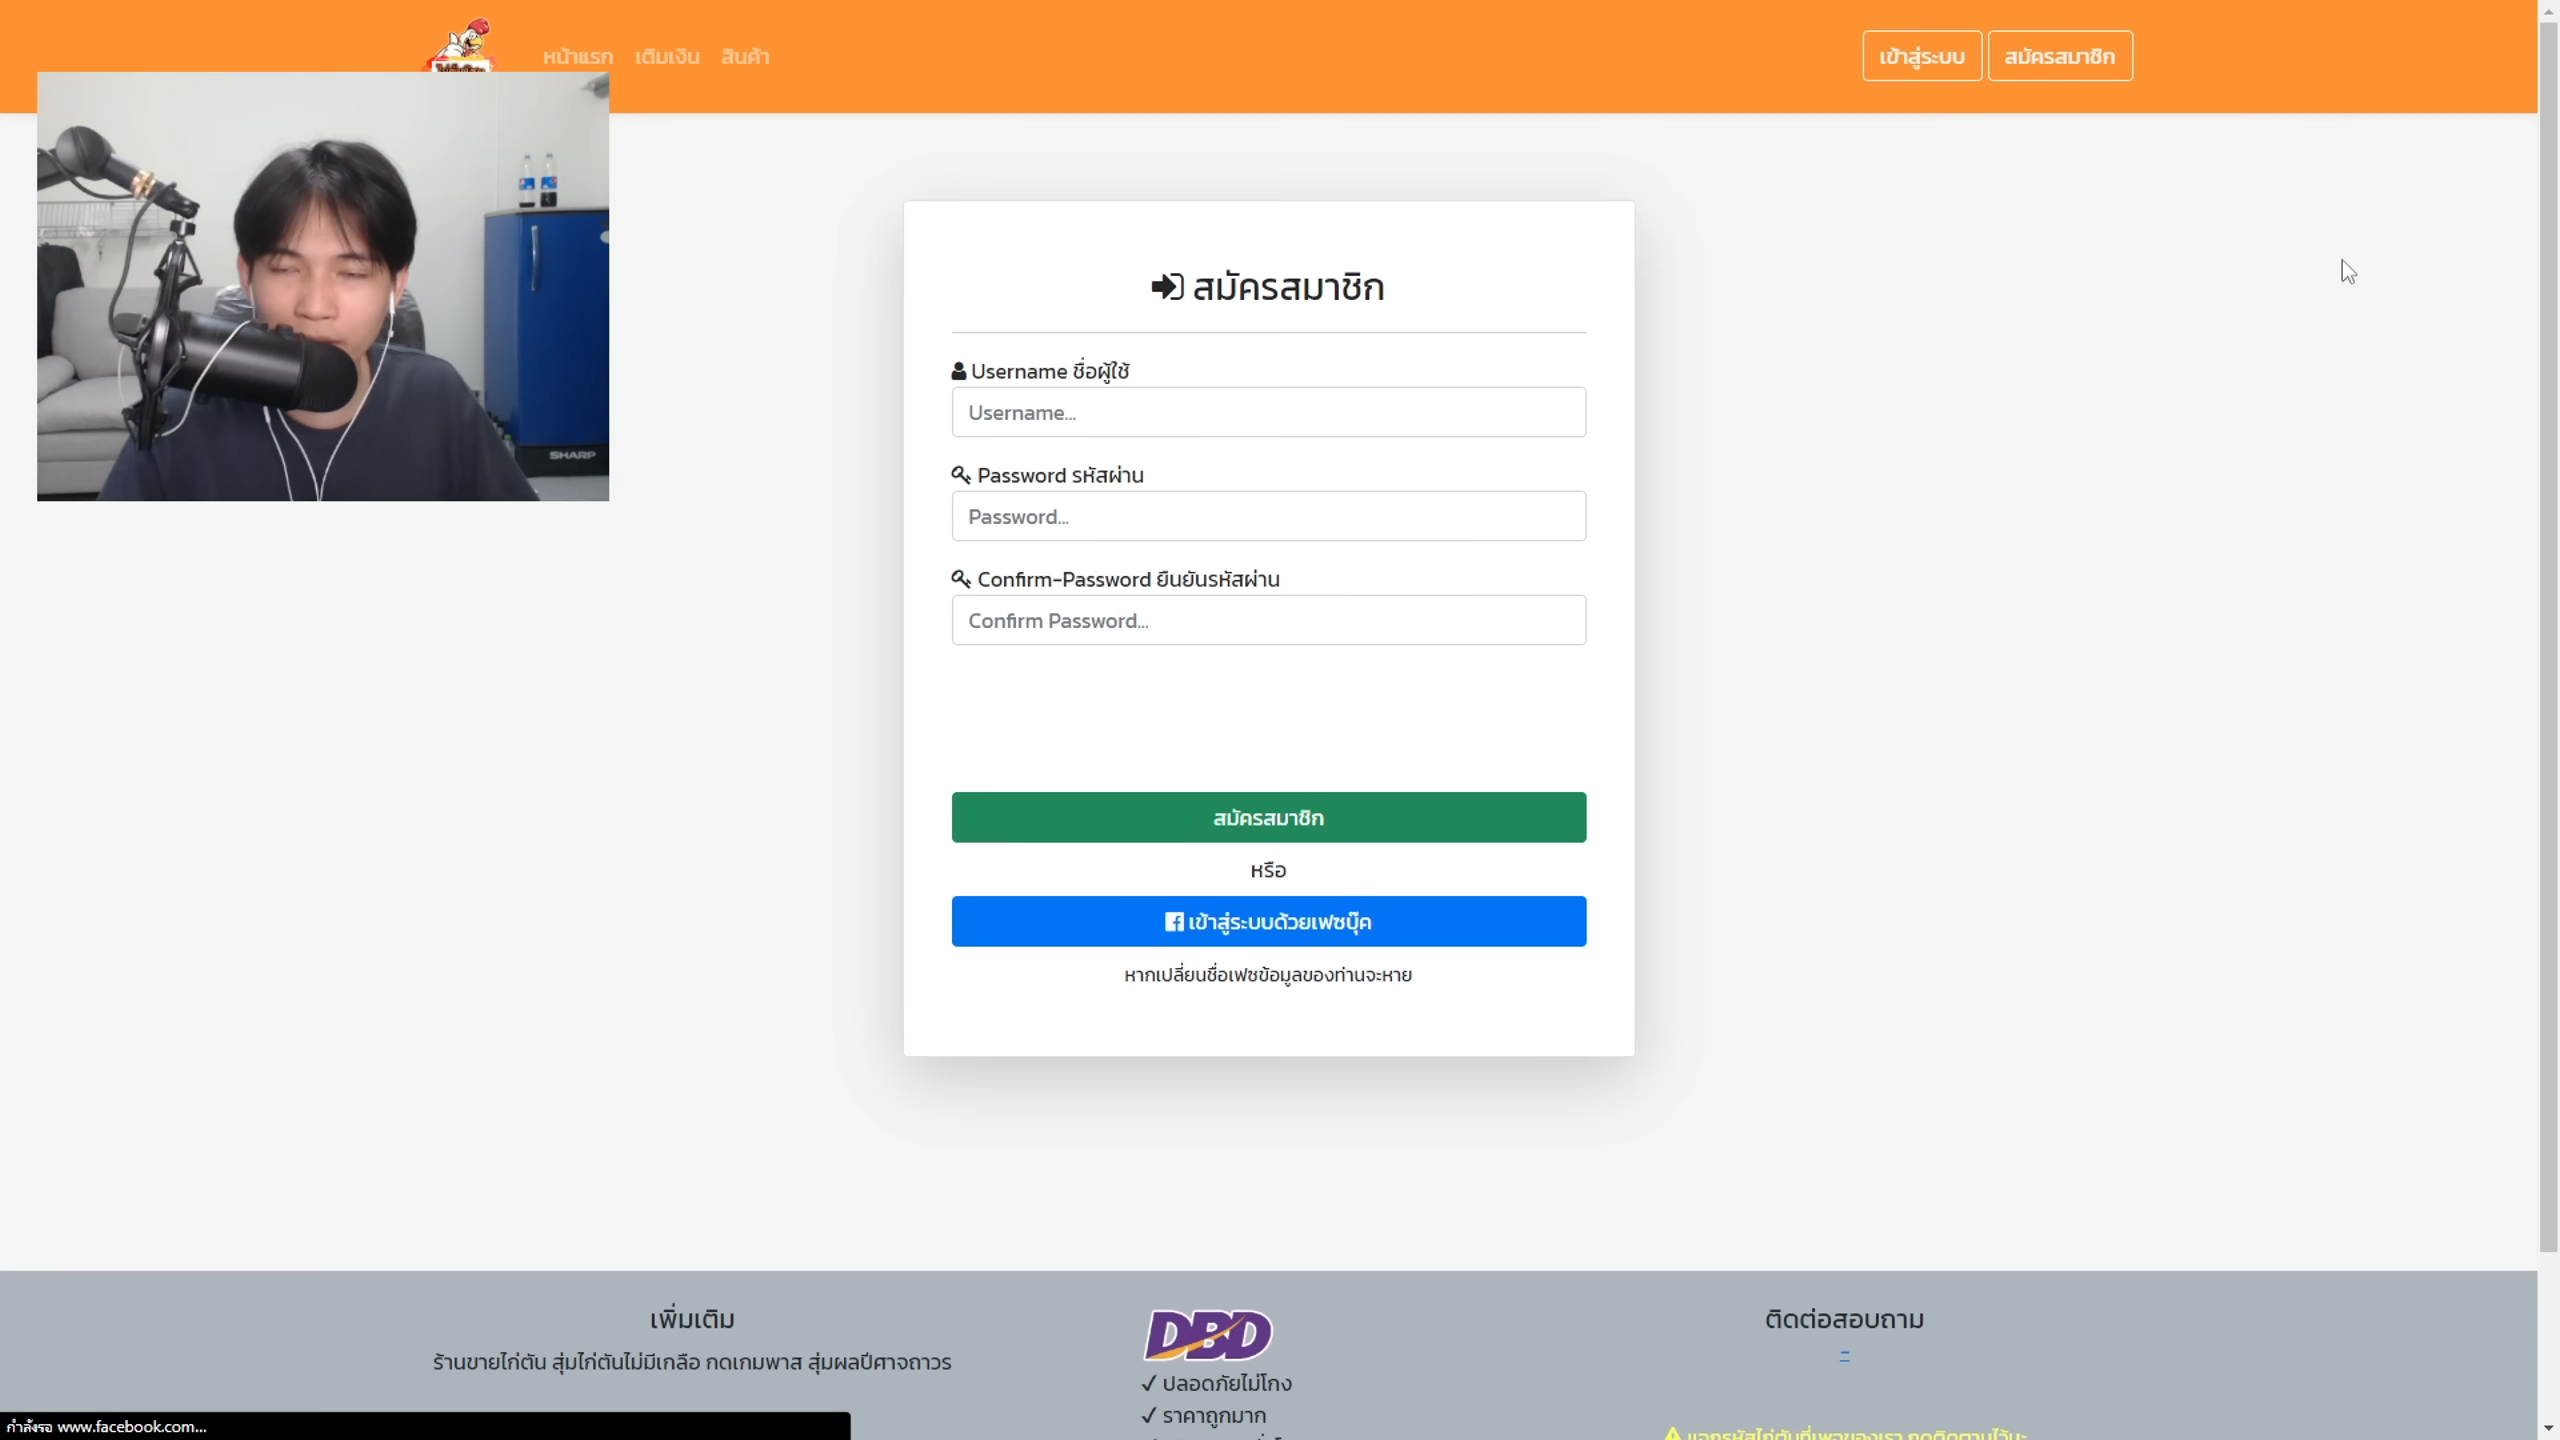 หน้าแรก เติมเงิน สินค้า
เข้าสู่ระบบ สมัครสมาชิก
SHARP
สมัครสมาชิก
Username ชื่อผู้ใช้
Username...
Password รหัสผ่าน
Password...
Confirm-Password ยืนยันรหัสผ่าน
Confirm Password...
สมัครสมาชิก
หรือ
เข้าสู่ระบบด้วยเฟซบุ๊ค
หากเปลี่ยนชื่อเฟซข้อมูลของท่านจะหาย
เพิ่มเติม
ร้านขายไก่ตัน สุ่มไก่ตันไม่มีเกลือ กดเกมพาส สุ่มผลปีศาจถาวร
DBD
✓ ปลอดภัยไม่โกง
✓ ราคาถูกมาก
ติดต่อสอบถาม
-
กำลังรอ www.facebook.com...